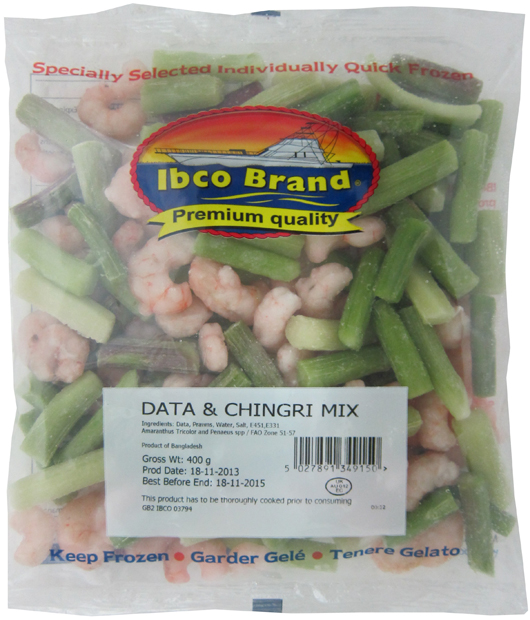 Specially Selected Individually Quick Frozen
Ibco Brand®
Premium quality
DATA & CHINGRI MIX
Ingredients: Data, Prawns, Water, Salt, E451,E331
Amaranthus Tricolor and Penaeus spp / FAO Zone 51-57
Product of Bangladesh
Gross Wt: 400 g
Prod Date: 18-11-2013
Best Before End: 18-11-2015
5 027891 349150 >
This product has to be thoroughly cooked prior to consuming
GB2 IBCO 03794
Keep Frozen • Garder Gelé • Tenere Gelato